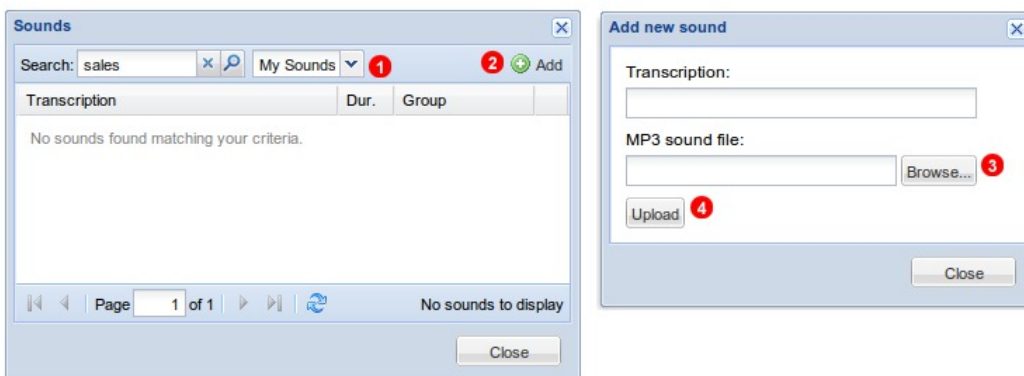 Sounds
Search: sales My Sounds 1 2 Add
Transcription Dur. Group
No sounds found matching your criteria.
Page 1 of 1 No sounds to display
Close
Add new sound
Transcription:
MP3 sound file:
Browse... 3
Upload 4
Close